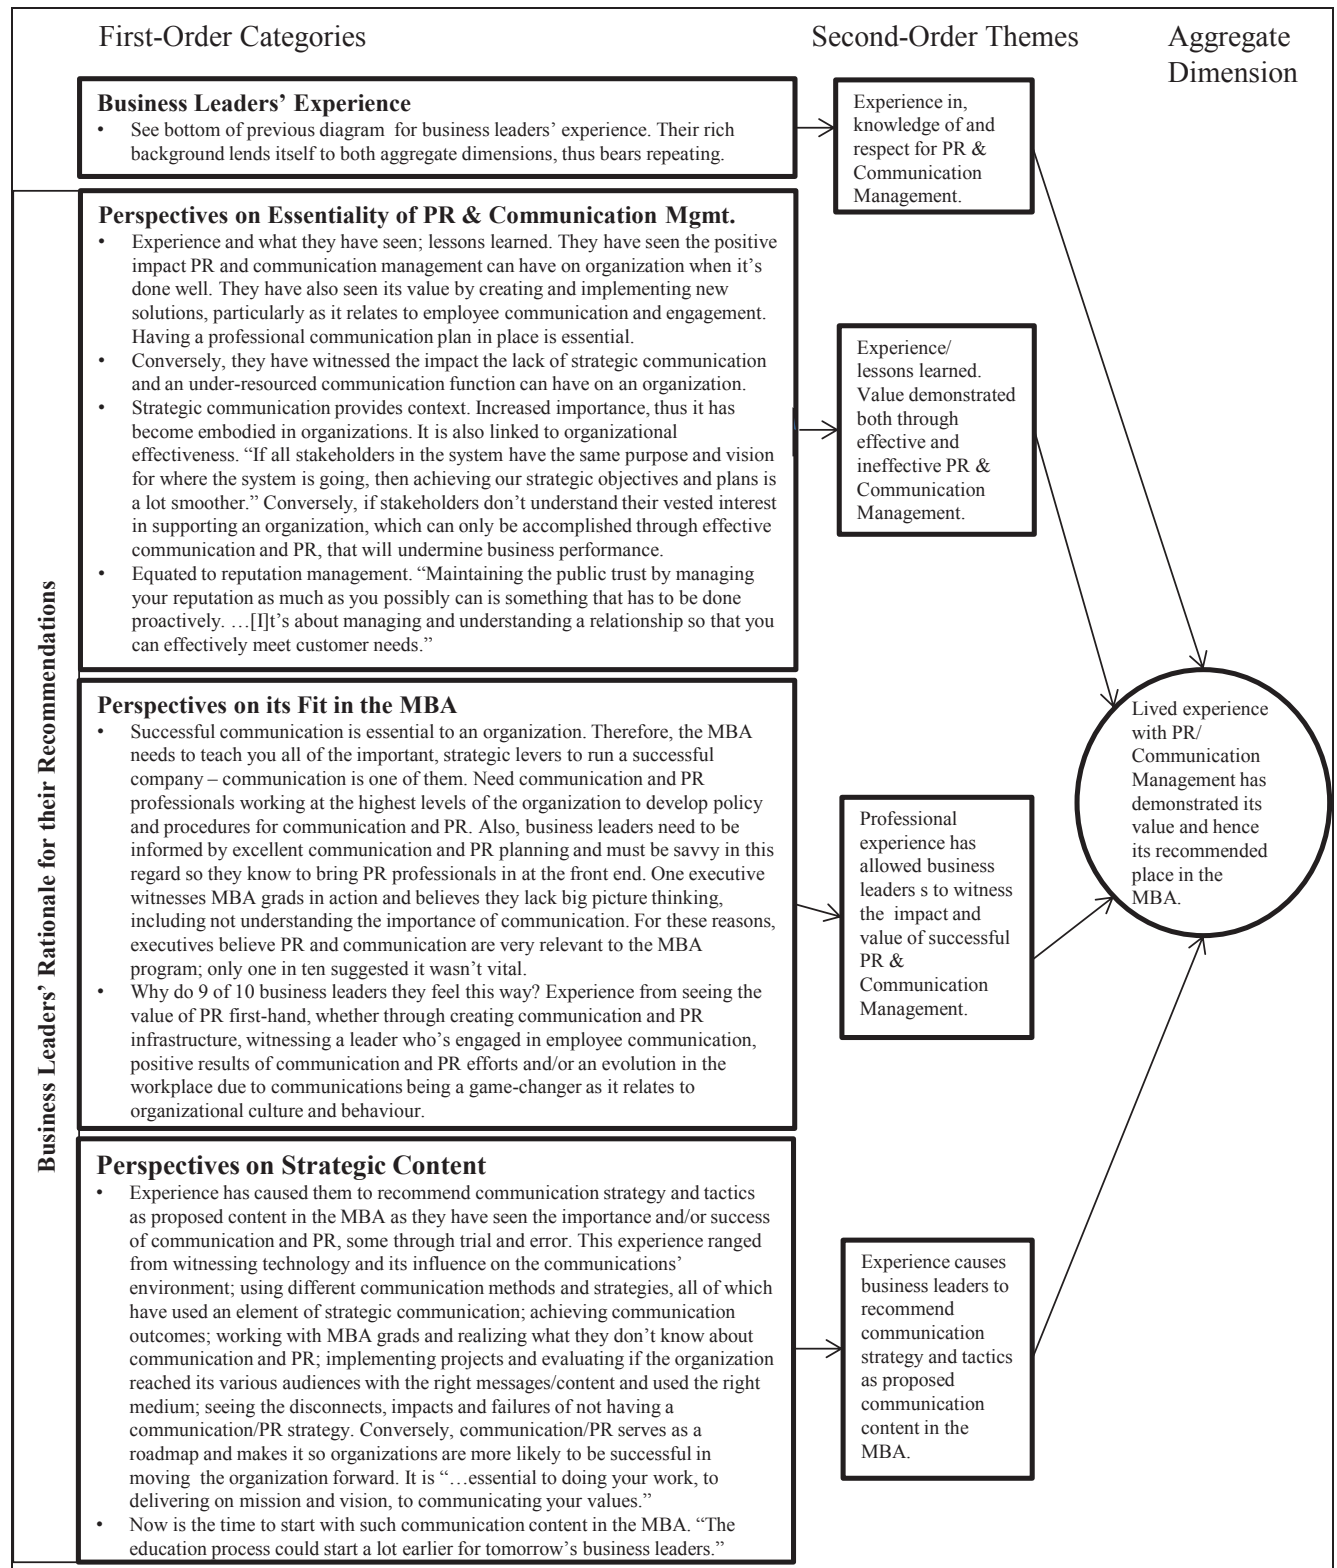 First-Order Categories
Second-Order Themes
Aggregate
Dimension
Business Leaders’ Experience
• See bottom of previous diagram for business leaders’ experience. Their rich
background lends itself to both aggregate dimensions, thus bears repeating.
Experience in,
knowledge of and
respect for PR &
Communication
Management.
Business Leaders’ Rationale for their Recommendations
Perspectives on Essentiality of PR & Communication Mgmt.
• Experience and what they have seen; lessons learned. They have seen the positive
impact PR and communication management can have on organization when it’s
done well. They have also seen its value by creating and implementing new
solutions, particularly as it relates to employee communication and engagement.
Having a professional communication plan in place is essential.
• Conversely, they have witnessed the impact the lack of strategic communication
and an under-resourced communication function can have on an organization.
• Strategic communication provides context. Increased importance, thus it has
become embodied in organizations. It is also linked to organizational
effectiveness. “If all stakeholders in the system have the same purpose and vision
for where the system is going, then achieving our strategic objectives and plans is
a lot smoother.” Conversely, if stakeholders don’t understand their vested interest
in supporting an organization, which can only be accomplished through effective
communication and PR, that will undermine business performance.
• Equated to reputation management. “Maintaining the public trust by managing
your reputation as much as you possibly can is something that has to be done
proactively. …[I]t’s about managing and understanding a relationship so that you
can effectively meet customer needs.”
Experience/
lessons learned.
Value demonstrated
both through
effective and
ineffective PR &
Communication
Management.
Perspectives on its Fit in the MBA
• Successful communication is essential to an organization. Therefore, the MBA
needs to teach you all of the important, strategic levers to run a successful
company – communication is one of them. Need communication and PR
professionals working at the highest levels of the organization to develop policy
and procedures for communication and PR. Also, business leaders need to be
informed by excellent communication and PR planning and must be savvy in this
regard so they know to bring PR professionals in at the front end. One executive
witnesses MBA grads in action and believes they lack big picture thinking,
including not understanding the importance of communication. For these reasons,
executives believe PR and communication are very relevant to the MBA
program; only one in ten suggested it wasn’t vital.
• Why do 9 of 10 business leaders they feel this way? Experience from seeing the
value of PR first-hand, whether through creating communication and PR
infrastructure, witnessing a leader who’s engaged in employee communication,
positive results of communication and PR efforts and/or an evolution in the
workplace due to communications being a game-changer as it relates to
organizational culture and behaviour.
Professional
experience has
allowed business
leaders s to witness
the impact and
value of successful
PR &
Communication
Management.
Lived experience
with PR/
Communication
Management has
demonstrated its
value and hence
its recommended
place in the
MBA.
Perspectives on Strategic Content
• Experience has caused them to recommend communication strategy and tactics
as proposed content in the MBA as they have seen the importance and/or success
of communication and PR, some through trial and error. This experience ranged
from witnessing technology and its influence on the communications’
environment; using different communication methods and strategies, all of which
have used an element of strategic communication; achieving communication
outcomes; working with MBA grads and realizing what they don’t know about
communication and PR; implementing projects and evaluating if the organization
reached its various audiences with the right messages/content and used the right
medium; seeing the disconnects, impacts and failures of not having a
communication/PR strategy. Conversely, communication/PR serves as a
roadmap and makes it so organizations are more likely to be successful in
moving the organization forward. It is “…essential to doing your work, to
delivering on mission and vision, to communicating your values.”
• Now is the time to start with such communication content in the MBA. “The
education process could start a lot earlier for tomorrow’s business leaders.”
Experience causes
business leaders to
recommend
communication
strategy and tactics
as proposed
communication
content in the
MBA.